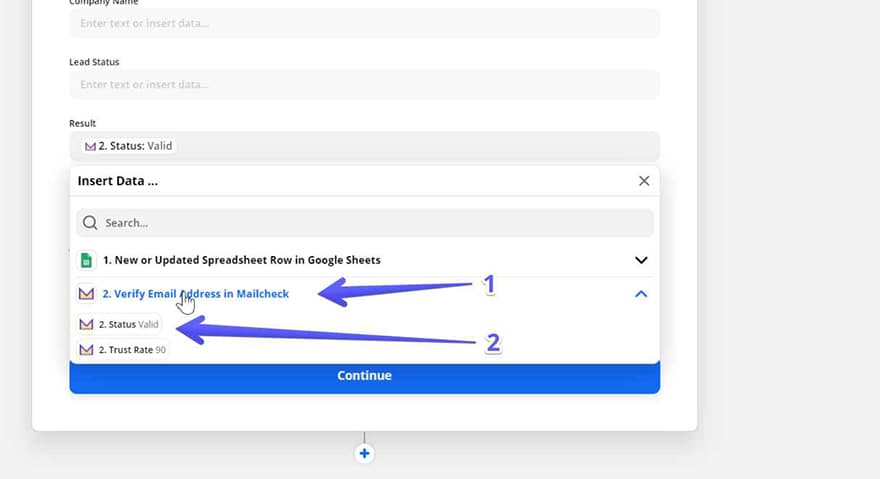 Company Name
Enter text or insert data...
Lead Status
Enter text or insert data...
Result
2. Status: Valid
Insert Data ...
Search...
1. New or Updated Spreadsheet Row in Google Sheets
2. Verify Email Address in Mailcheck
1
2. Status Valid
2
2. Trust Rate 90
Continue